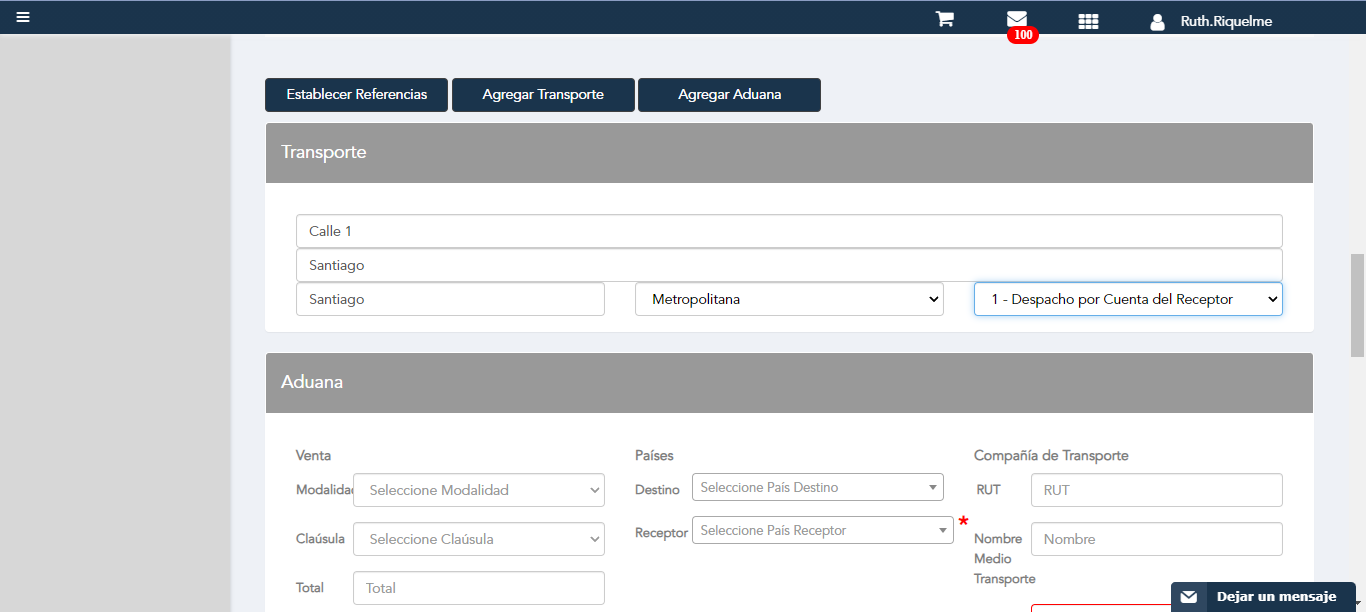 Ruth.Riquelme
100
Establecer Referencias Agregar Transporte Agregar Aduana
Transporte
Calle 1
Santiago
Santiago Metropolitana 1 - Despacho por Cuenta del Receptor
Aduana
Venta Países Compañía de Transporte
Modalidad Seleccione Modalidad Destino Seleccione País Destino RUT RUT
Claúsula Seleccione Claúsula Receptor Seleccione País Receptor * Nombre Medio Transporte Nombre
Total Total
Dejar un mensaje